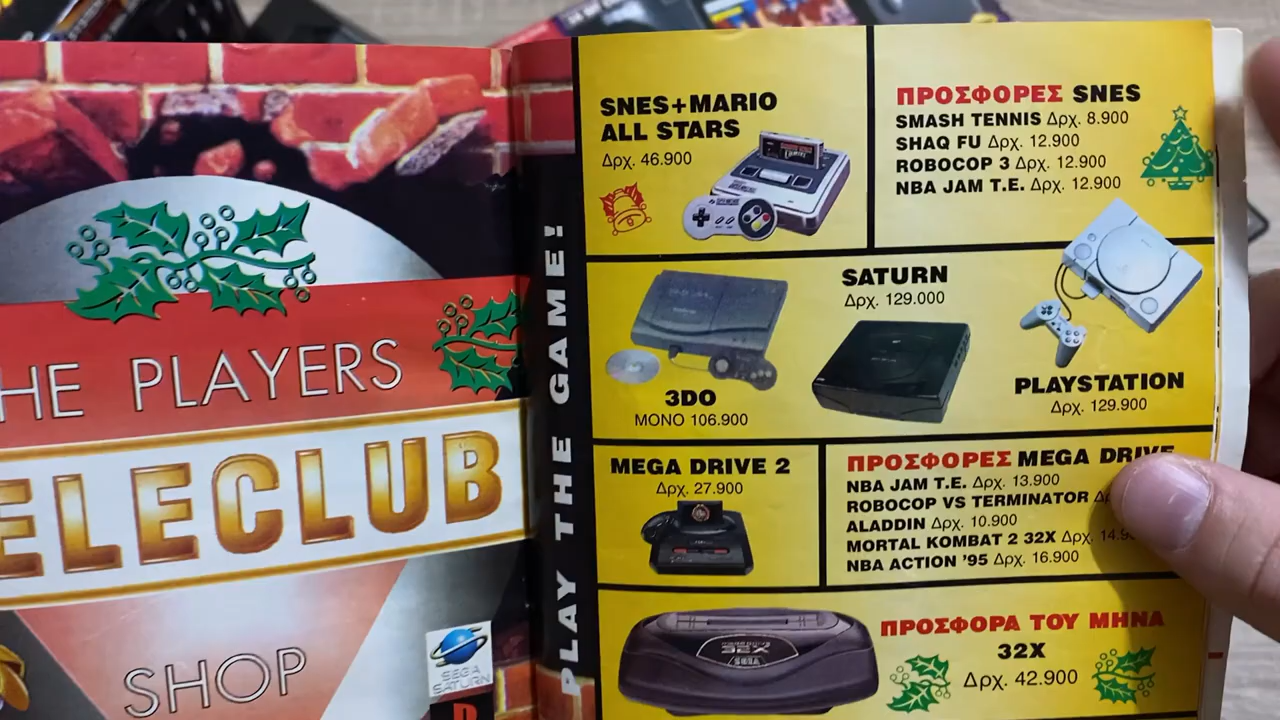 HE PLAYERS
ELECLUB
SHOP
SEGA SATURN
PLAY THE GAME!
SNES+MARIO
ALL STARS
Δρχ. 46.900
ΠΡΟΣΦΟΡΕΣ SNES
SMASH TENNIS Δρχ. 8.900
SHAQ FU Δρχ. 12.900
ROBOCOP 3 Δρχ. 12.900
NBA JAM T.E. Δρχ. 12.900
SATURN
Δρχ. 129.000
3DO
ΜΟΝΟ 106.900
PLAYSTATION
Δρχ. 129.900
MEGA DRIVE 2
Δρχ. 27.900
ΠΡΟΣΦΟΡΕΣ MEGA DRIVE
NBA JAM T.E. Δρχ. 13.900
ROBOCOP VS TERMINATOR
ALADDIN Δρχ. 10.900
MORTAL KOMBAT 2 32X Δρχ. 14.9
NBA ACTION '95 Δρχ. 16.900
32X
SEGA
ΠΡΟΣΦΟΡΑ ΤΟΥ ΜΗΝΑ
32X
Δρχ. 42.900